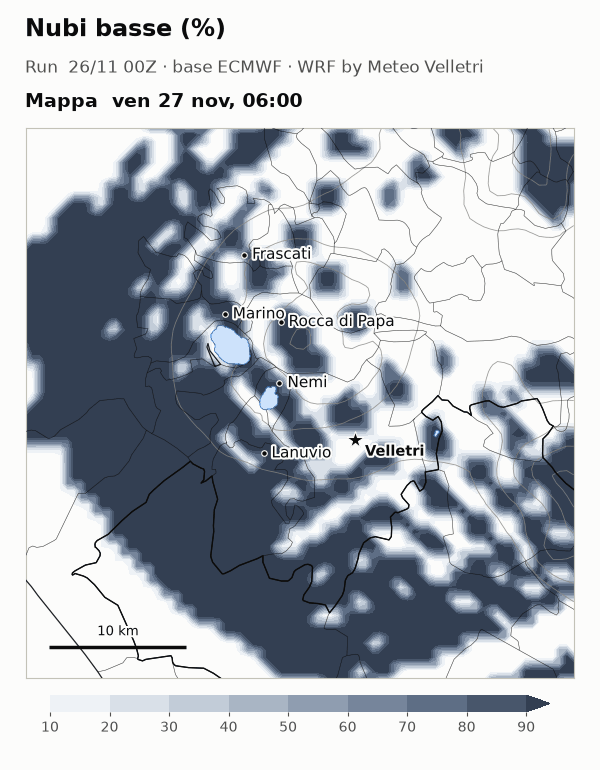 Nubi basse (%)
Run  26/11 00Z · base ECMWF · WRF by Meteo Velletri
Mappa  ven 27 nov, 06:00
Frascati
Marino
Rocca di Papa
Nemi
Velletri
Lanuvio
10 km
10 20 30 40 50 60 70 80 90